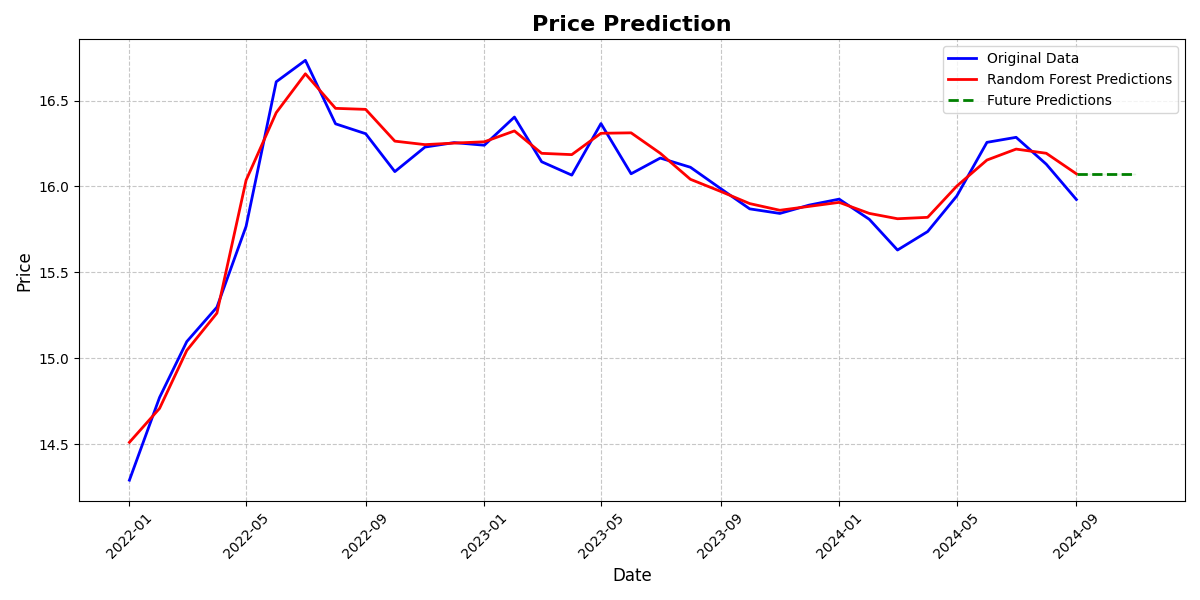 Price Prediction
Original Data
Random Forest Predictions
Future Predictions
Price
16.5
16.0
15.5
15.0
14.5
2022-01
2022-05
2022-09
2023-01
2023-05
2023-09
2024-01
2024-05
2024-09
Date